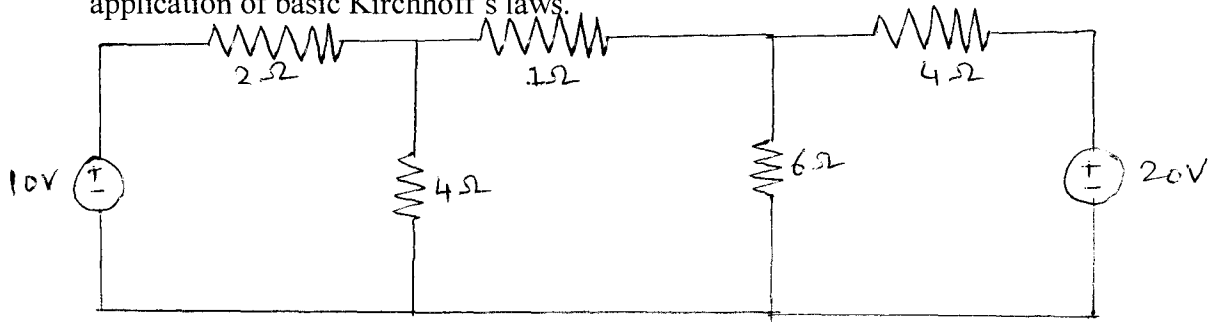 application of basic Kirchhoff's laws.
2Ω 1Ω 4Ω
10V + - 4Ω 6Ω + - 20V